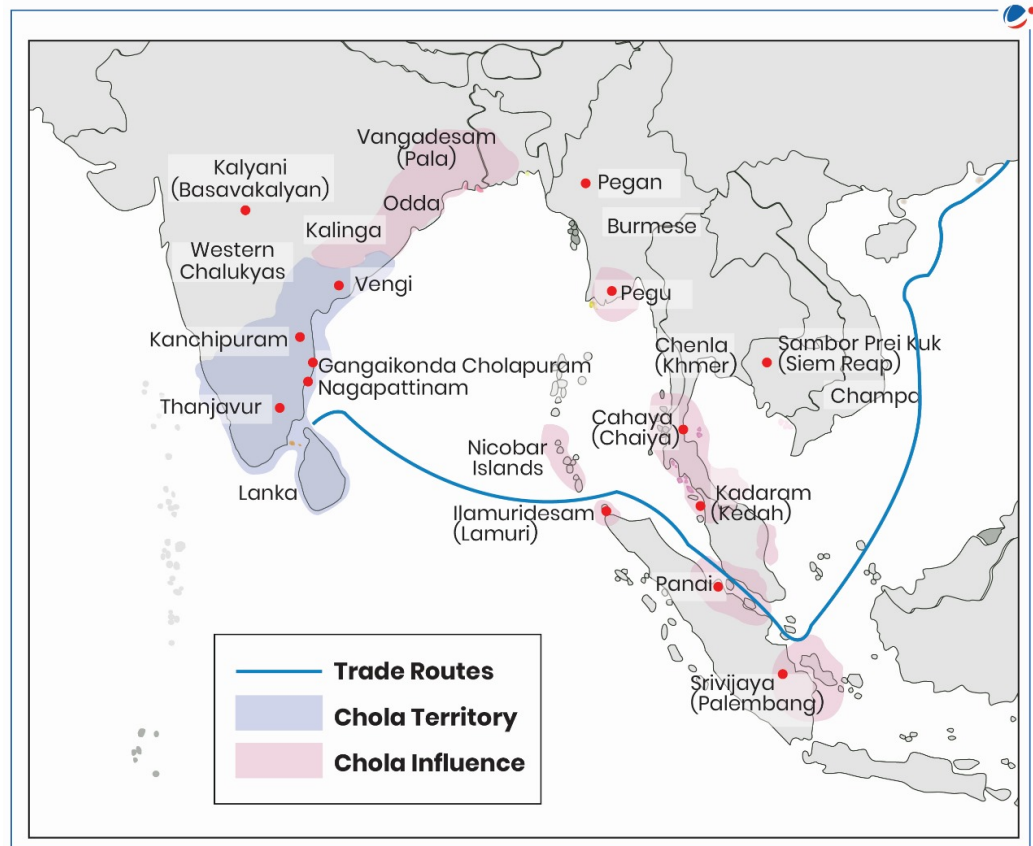 Vangadesam
(Pala)
Kalyani
(Basavakalyan)
Pegan
Odda
Burmese
Kalinga
Western
Chalukyas
Vengi
Pegu
Kanchipuram
Chenla
(Khmer)
Sambor Prei Kuk
(Siem Reap)
Gangaikonda Cholapuram
Nagapattinam
Champa
Thanjavur
Cahaya
(Chaiya)
Nicobar
Islands
Lanka
Kadaram
(Kedah)
Ilamuridesam
(Lamuri)
Panai
Srivijaya
(Palembang)
Trade Routes
Chola Territory
Chola Influence